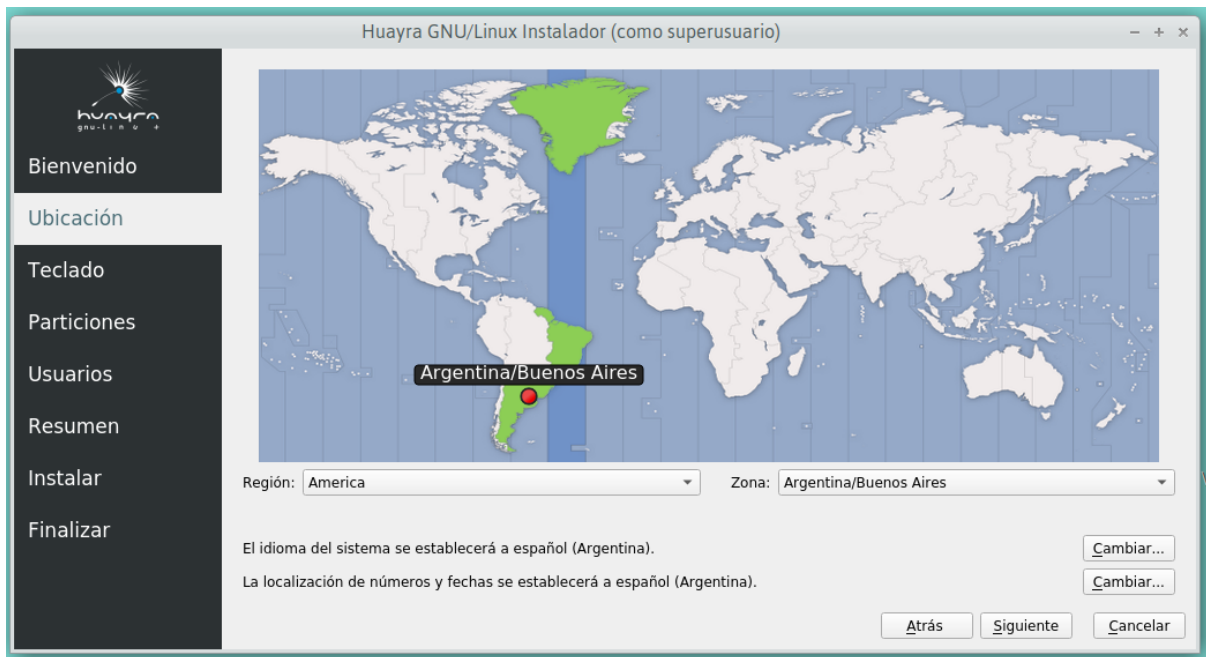 Huayra GNU/Linux Instalador (como superusuario)
huayra
gnu-linux
Bienvenido
Ubicación
Teclado
Particiones
Usuarios
Resumen
Instalar
Finalizar
Argentina/Buenos Aires
Región: America Zona: Argentina/Buenos Aires
El idioma del sistema se establecerá a español (Argentina). Cambiar...
La localización de números y fechas se establecerá a español (Argentina). Cambiar...
Atrás Siguiente Cancelar